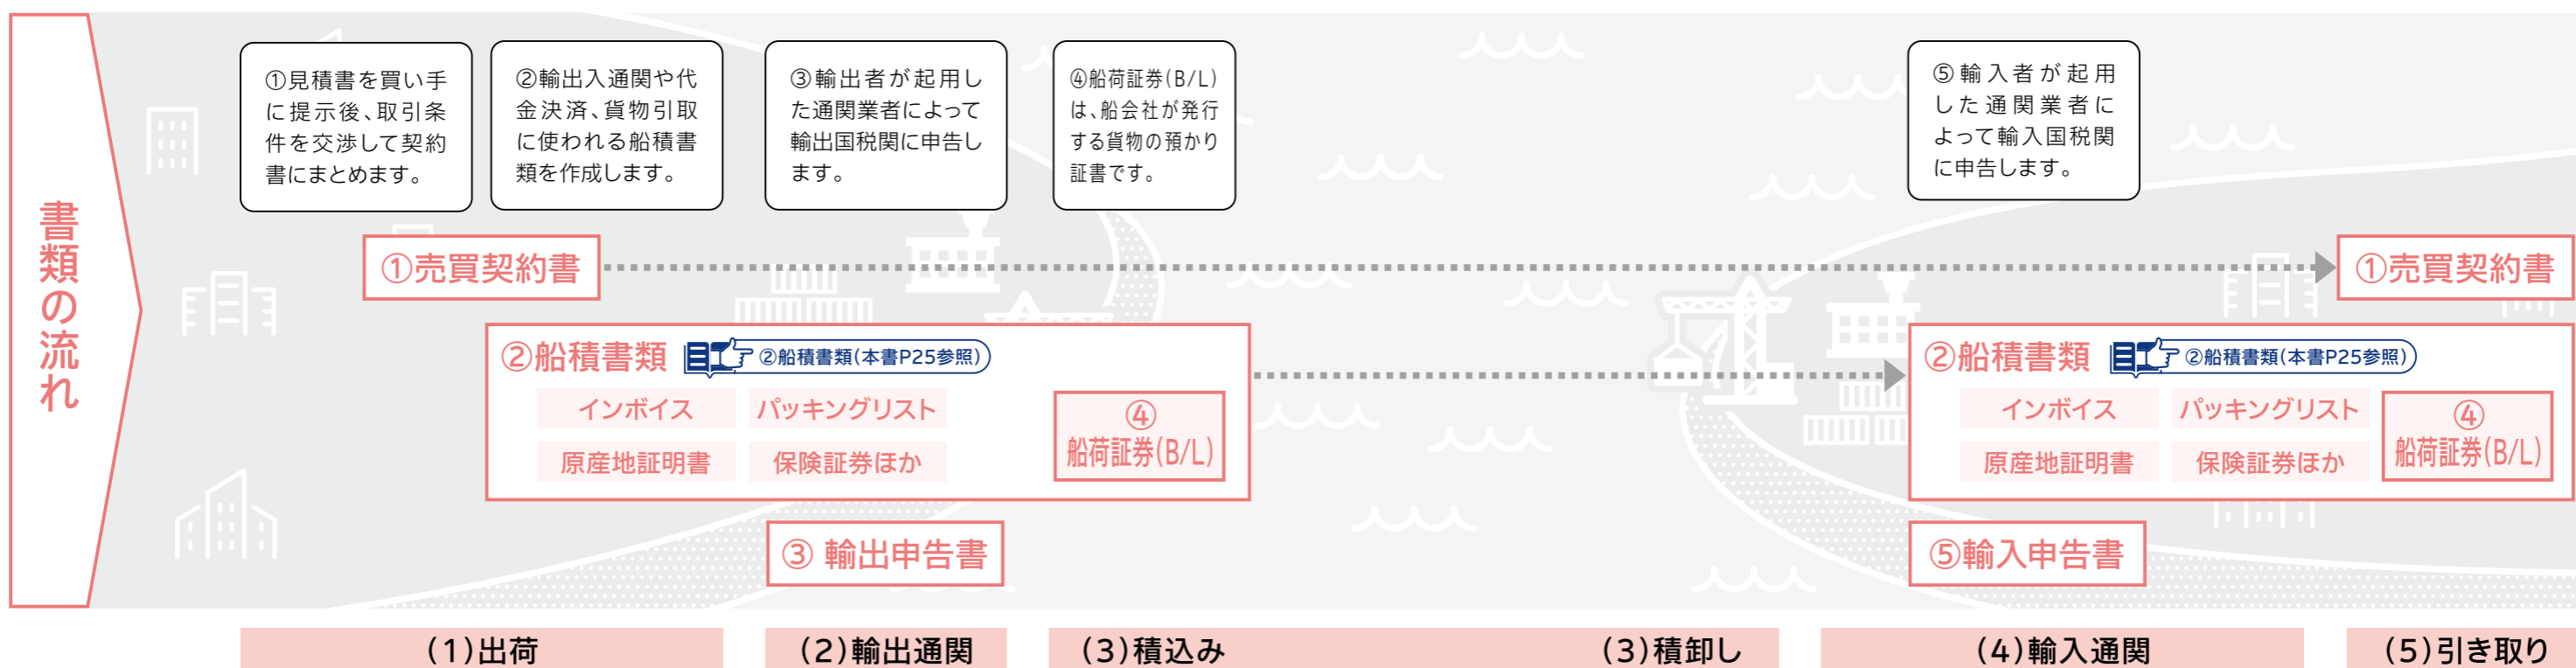 書類の流れ
①見積書を買い手
に提示後、取引条
件を交渉して契約
書にまとめます。
②輸出入通関や代
金決済、貨物引取
に使われる船積書
類を作成します。
③輸出者が起用し
た通関業者によって
輸出国税関に申告し
ます。
④船荷証券(B/L)
は、船会社が発行
する貨物の預かり
証書です。
⑤輸入者が起用
した通関業者に
よって輸入国税関
に申告します。
①売買契約書
①売買契約書
②船積書類
②船積書類(本書P25参照)
インボイス
パッキングリスト
原産地証明書
保険証券ほか
④
船荷証券(B/L)
②船積書類
②船積書類(本書P25参照)
インボイス
パッキングリスト
原産地証明書
保険証券ほか
④
船荷証券(B/L)
③ 輸出申告書
⑤輸入申告書
(1)出荷
(2)輸出通関
(3)積込み
(3)積卸し
(4)輸入通関
(5)引き取り